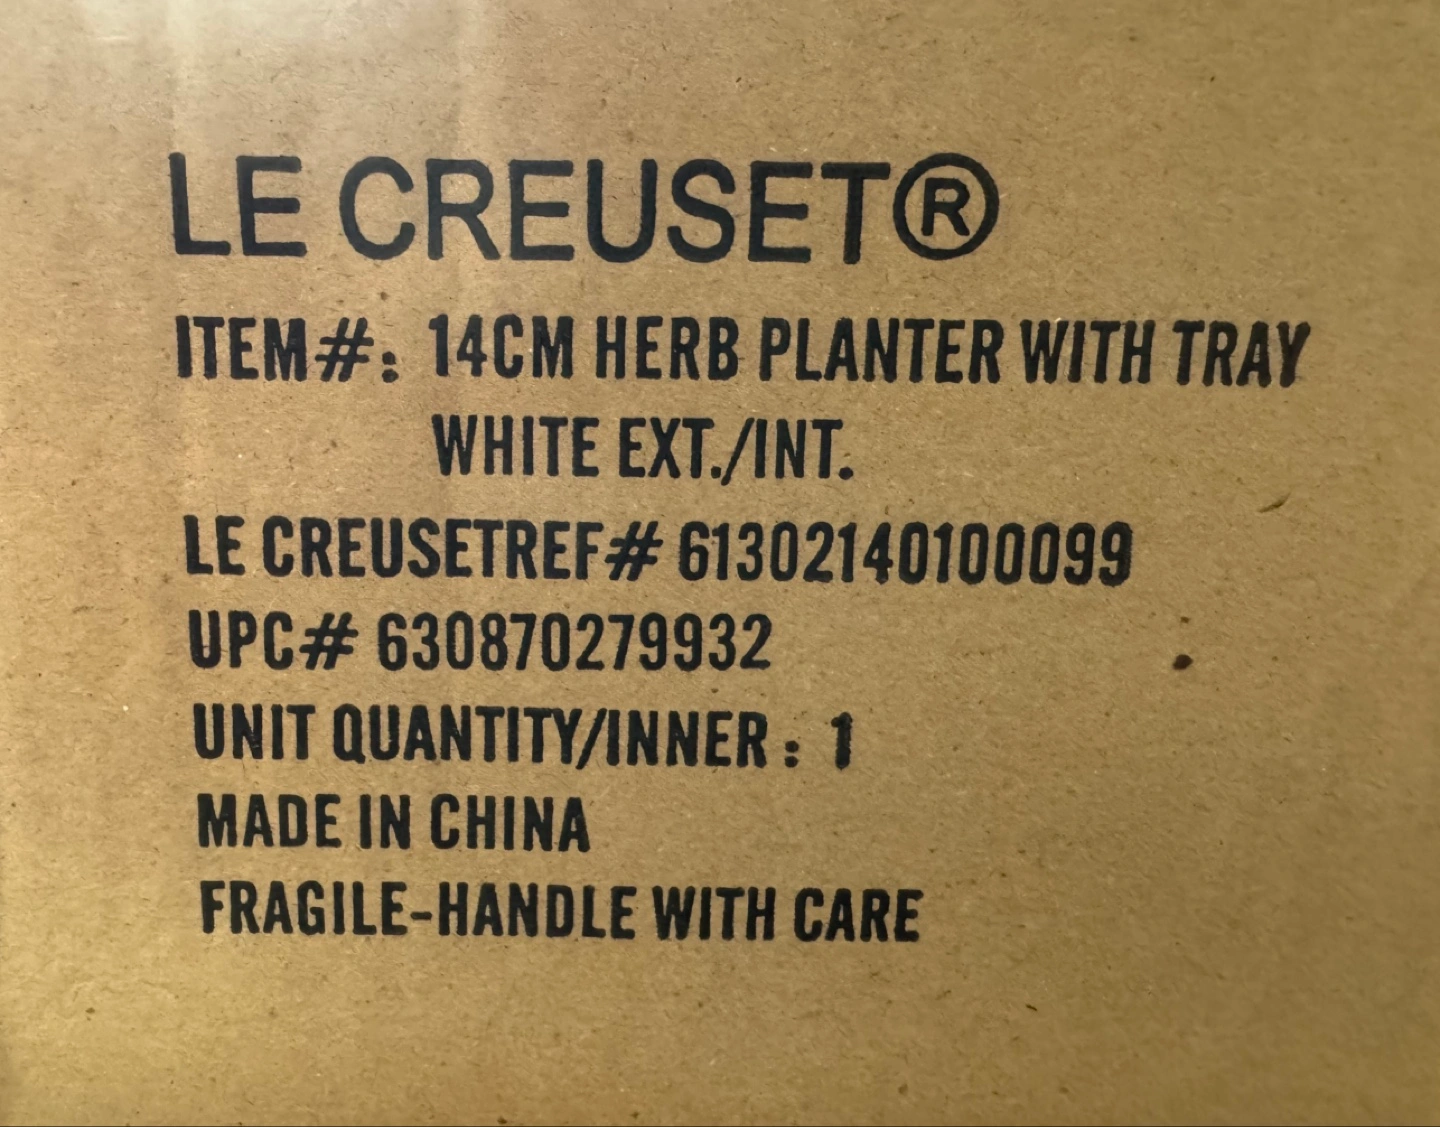 LE CREUSET®
ITEM#: 14CM HERB PLANTER WITH TRAY
WHITE EXT./INT.
LE CREUSETREF# 61302140100099
UPC# 630870279932
UNIT QUANTITY/INNER : 1
MADE IN CHINA
FRAGILE-HANDLE WITH CARE